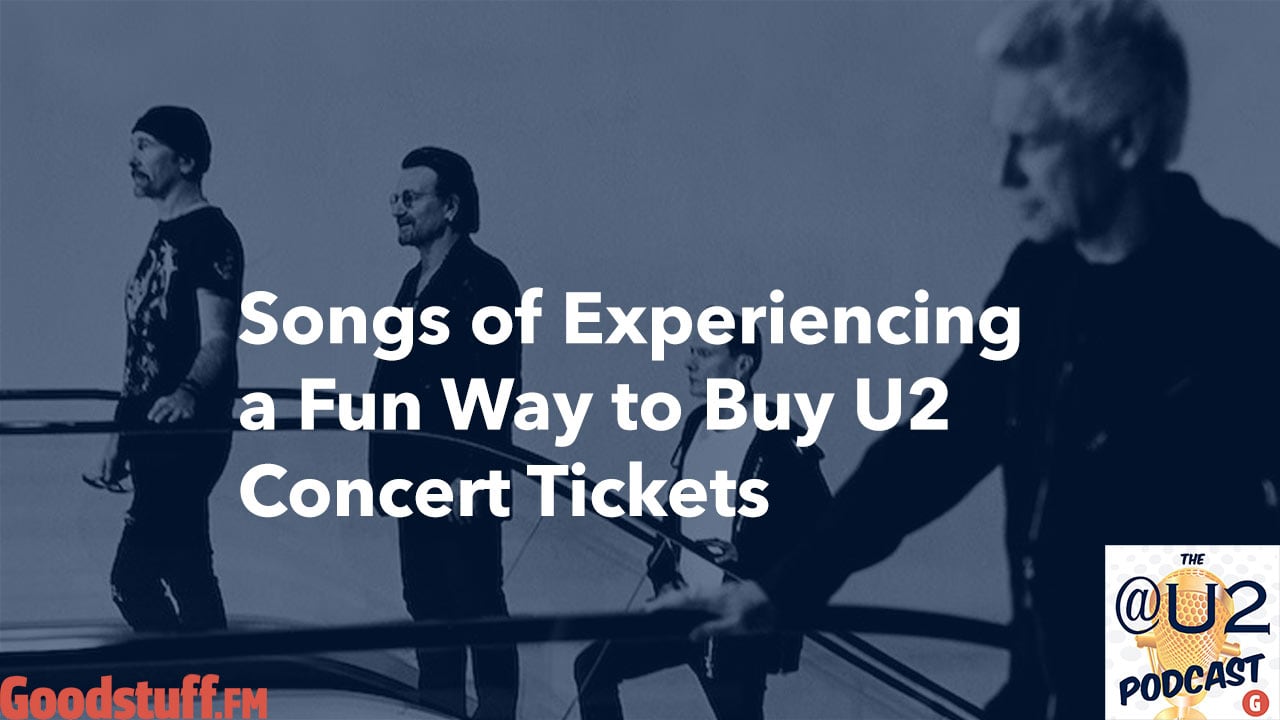 Songs of Experiencing
a Fun Way to Buy U2
Concert Tickets
THE
@U2
PODCAST
G
Goodstuff.FM